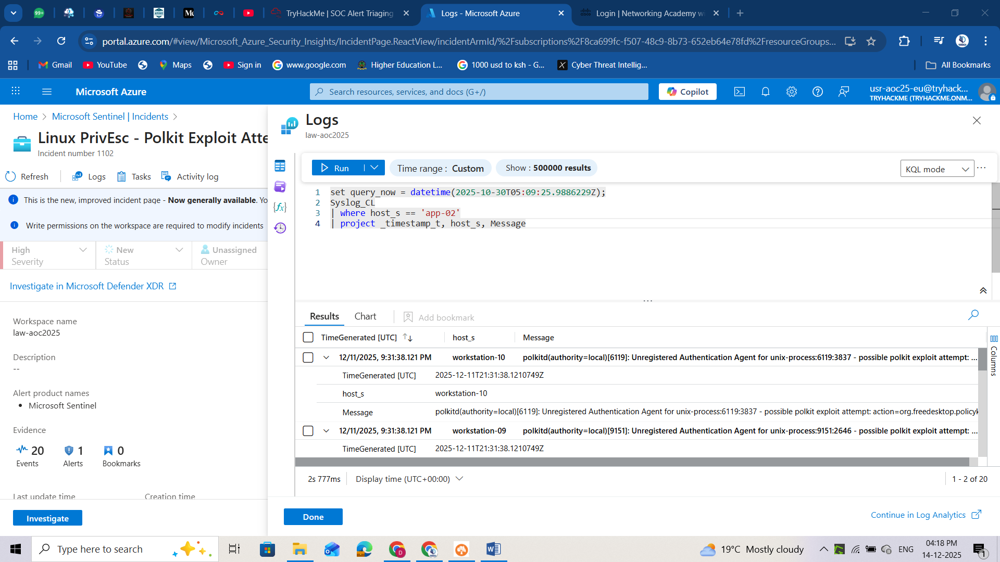 99+
TryHackMe | SOC Alert Triaging
Logs - Microsoft Azure
Login | Networking Academy w
portal.azure.com/#view/Microsoft_Azure_Security_Insights/IncidentPage.ReactView/incidentArmId/%2Fsubscriptions%2F8ca699fc-f507-48c9-8b73-652eb64e78fd%2FresourceGroups...
Gmail
YouTube
Maps
Sign in
www.google.com
Higher Education L...
1000 usd to ksh - G...
Cyber Threat Intellig...
All Bookmarks
Microsoft Azure
Search resources, services, and docs (G+/)
Copilot
usr-aoc25-eu@tryhack...
TRYHACKME (TRYHACKME.ONM...
Home > Microsoft Sentinel | Incidents >
Linux PrivEsc - Polkit Exploit Atte
Incident number 1102
Refresh
Logs
Tasks
Activity log
This is the new, improved incident page - Now generally available. Yo
Write permissions on the workspace are required to modify incidents
High
Severity
New
Status
Unassigned
Owner
Investigate in Microsoft Defender XDR
Workspace name
law-aoc2025
Description
--
Alert product names
• Microsoft Sentinel
Evidence
20
Events
1
Alerts
0
Bookmarks
Last update time
Creation time
Investigate
Logs
law-aoc2025
Run
Time range : Custom
Show : 500000 results
KQL mode
...
1 set query_now = datetime(2025-10-30T05:09:25.9886229Z);
2 Syslog_CL
3 | where host_s == 'app-02'
4 | project _timestamp_t, host_s, Message
Results
Chart
Add bookmark
TimeGenerated [UTC]
host_s
Message
12/11/2025, 9:31:38.121 PM workstation-10 polkitd(authority=local)[6119]: Unregistered Authentication Agent for unix-process:6119:3837 - possible polkit exploit attempt: ...
TimeGenerated [UTC] 2025-12-11T21:31:38.1210749Z
host_s workstation-10
Message polkitd(authority=local)[6119]: Unregistered Authentication Agent for unix-process:6119:3837 - possible polkit exploit attempt: action=org.freedesktop.policyk
12/11/2025, 9:31:38.121 PM workstation-09 polkitd(authority=local)[9151]: Unregistered Authentication Agent for unix-process:9151:2646 - possible polkit exploit attempt: ...
TimeGenerated [UTC] 2025-12-11T21:31:38.1210749Z
Columns
2s 777ms
Display time (UTC+00:00)
1 - 2 of 20
Done
Continue in Log Analytics
Type here to search
19°C Mostly cloudy
ENG
04:18 PM
14-12-2025
1